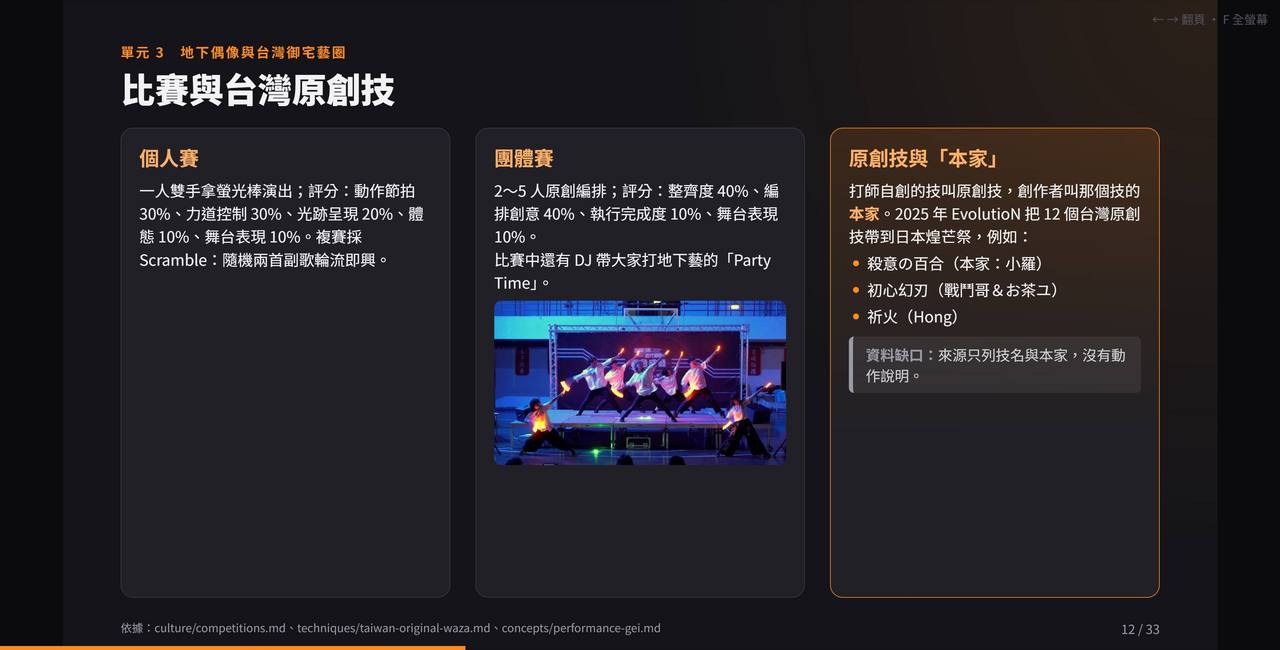 ← → 翻頁 · F 全螢幕
單元 3 地下偶像與台灣御宅藝圈
比賽與台灣原創技
個人賽
一人雙手拿螢光棒演出；評分：動作節拍
30%、力道控制 30%、光跡呈現 20%、體
態 10%、舞台表現 10%。複賽採
Scramble：隨機兩首副歌輪流即興。
團體賽
2～5 人原創編排；評分：整齊度 40%、編
排創意 40%、執行完成度 10%、舞台表現
10%。
比賽中還有 DJ 帶大家打地下藝的「Party
Time」。
原創技與「本家」
打師自創的技叫原創技，創作者叫那個技的
本家。2025 年 EvolutioN 把 12 個台灣原創
技帶到日本煌芒祭，例如：
• 殺意の百合（本家：小羅）
• 初心幻刃（戰鬥哥＆お茶ユ）
• 祈火（Hong）
資料缺口：來源只列技名與本家，沒有動
作說明。
依據：culture/competitions.md、techniques/taiwan-original-waza.md、concepts/performance-gei.md
12 / 33